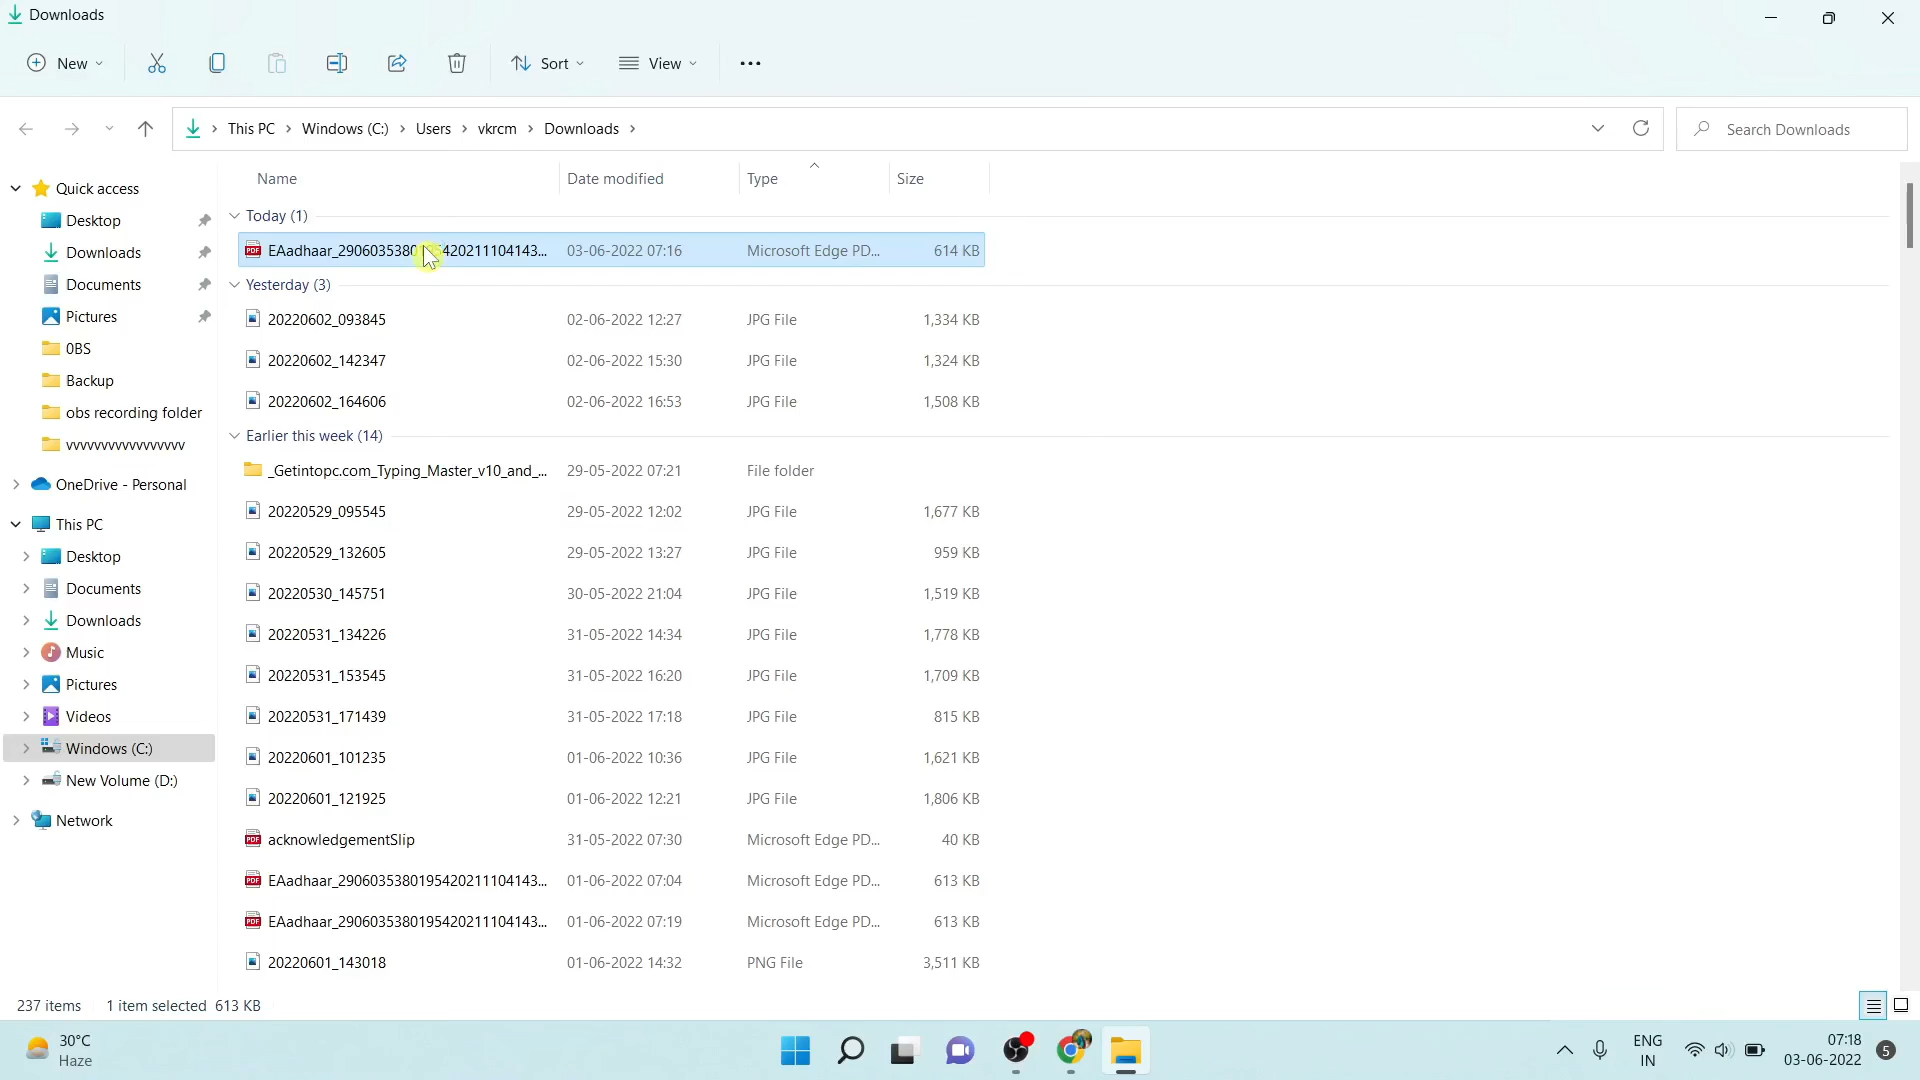 Downloads
New
Sort
View
This PC > Windows (C:) > Users > vkrcm > Downloads >
Search Downloads
Name Date modified Type Size
Quick access
Desktop
Downloads
Documents
Pictures
0BS
Backup
obs recording folder
vvvvvvvvvvvvvvvv
OneDrive - Personal
This PC
Desktop
Documents
Downloads
Music
Pictures
Videos
Windows (C:)
New Volume (D:)
Network
Today (1)
EAadhaar_2906035380195420211104143... 03-06-2022 07:16 Microsoft Edge PD... 614 KB
Yesterday (3)
20220602_093845 02-06-2022 12:27 JPG File 1,334 KB
20220602_142347 02-06-2022 15:30 JPG File 1,324 KB
20220602_164606 02-06-2022 16:53 JPG File 1,508 KB
Earlier this week (14)
_Getintopc.com_Typing_Master_v10_and_... 29-05-2022 07:21 File folder
20220529_095545 29-05-2022 12:02 JPG File 1,677 KB
20220529_132605 29-05-2022 13:27 JPG File 959 KB
20220530_145751 30-05-2022 21:04 JPG File 1,519 KB
20220531_134226 31-05-2022 14:34 JPG File 1,778 KB
20220531_153545 31-05-2022 16:20 JPG File 1,709 KB
20220531_171439 31-05-2022 17:18 JPG File 815 KB
20220601_101235 01-06-2022 10:36 JPG File 1,621 KB
20220601_121925 01-06-2022 12:21 JPG File 1,806 KB
acknowledgementSlip 31-05-2022 07:30 Microsoft Edge PD... 40 KB
EAadhaar_2906035380195420211104143... 01-06-2022 07:04 Microsoft Edge PD... 613 KB
EAadhaar_2906035380195420211104143... 01-06-2022 07:19 Microsoft Edge PD... 613 KB
20220601_143018 01-06-2022 14:32 PNG File 3,511 KB
237 items 1 item selected 613 KB
30°C
Haze
ENG
IN
07:18
03-06-2022
5